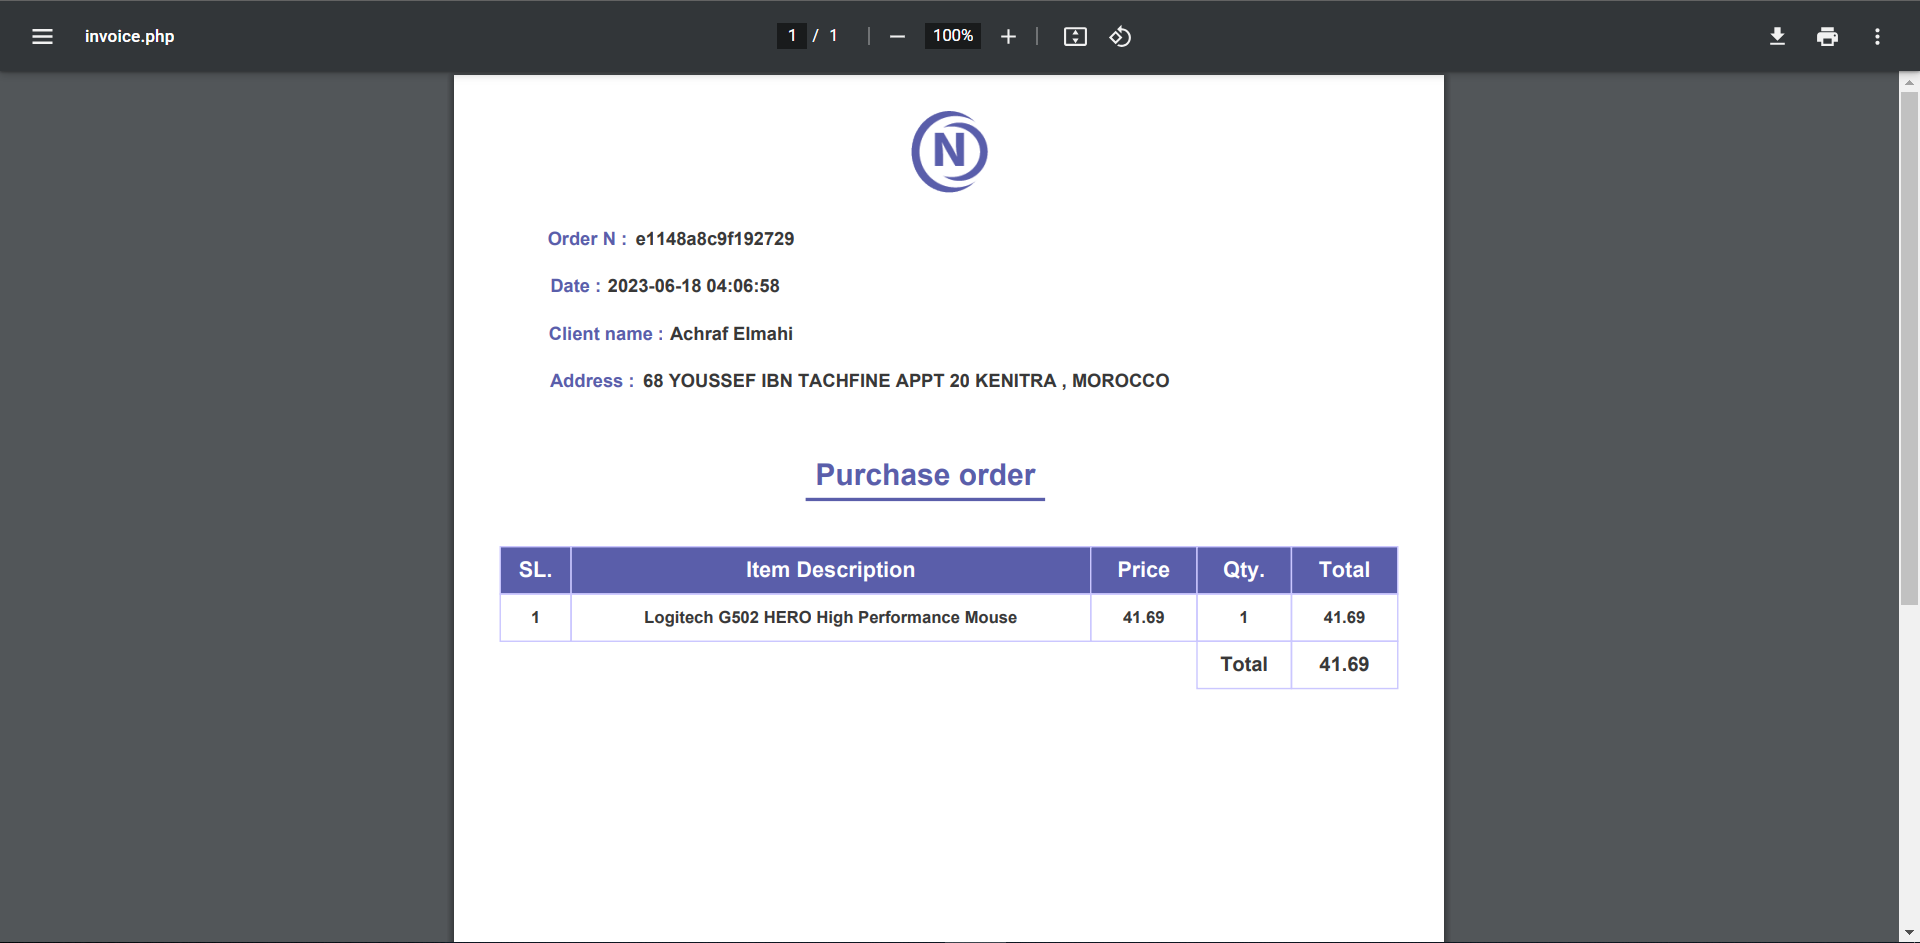 invoice.php
1 / 1
100%
N
Order N : e1148a8c9f192729
Date : 2023-06-18 04:06:58
Client name : Achraf Elmahi
Address : 68 YOUSSEF IBN TACHFINE APPT 20 KENITRA , MOROCCO
Purchase order
SL. Item Description Price Qty. Total
1 Logitech G502 HERO High Performance Mouse 41.69 1 41.69
Total 41.69